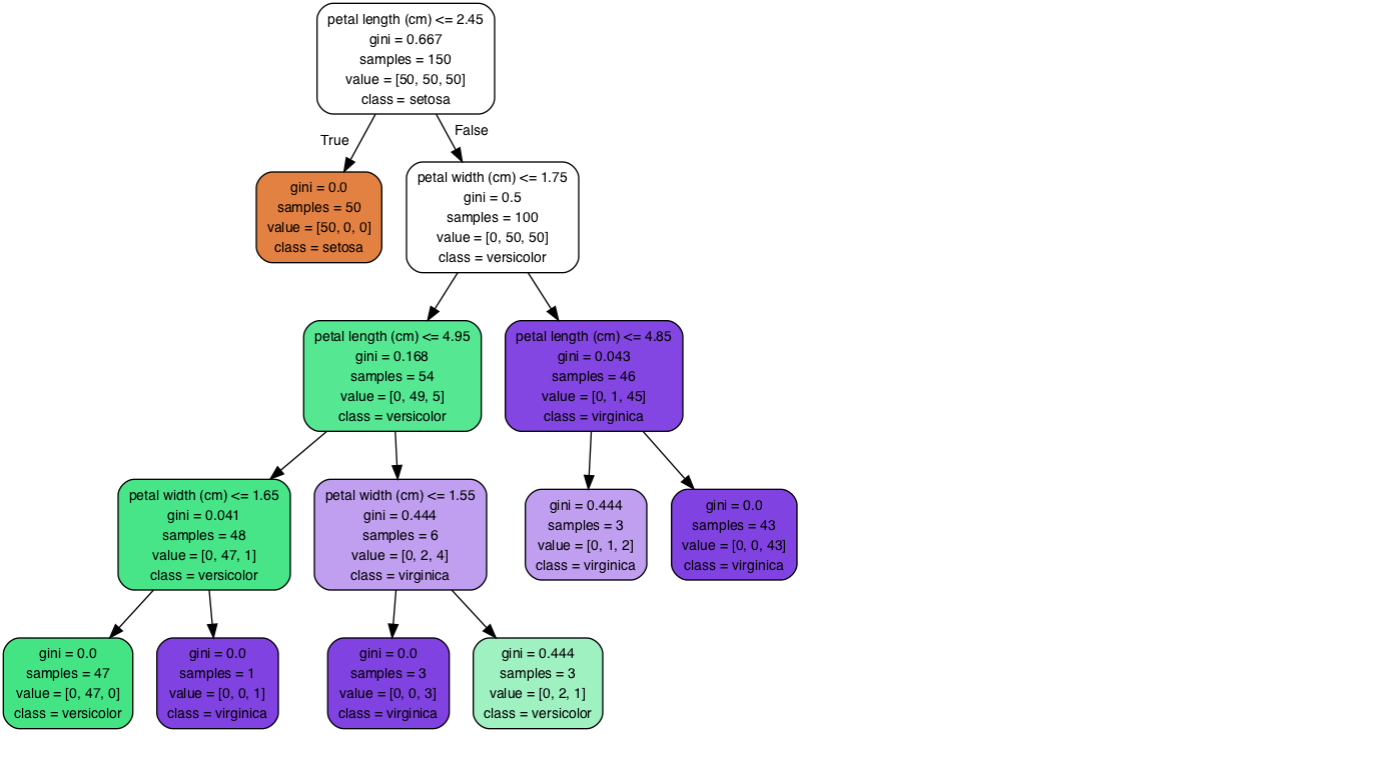 petal length (cm) <= 2.45
gini = 0.667
samples = 150
value = [50, 50, 50]
class = setosa
True
False
gini = 0.0
samples = 50
value = [50, 0, 0]
class = setosa
petal width (cm) <= 1.75
gini = 0.5
samples = 100
value = [0, 50, 50]
class = versicolor
petal length (cm) <= 4.95
gini = 0.168
samples = 54
value = [0, 49, 5]
class = versicolor
petal length (cm) <= 4.85
gini = 0.043
samples = 46
value = [0, 1, 45]
class = virginica
petal width (cm) <= 1.65
gini = 0.041
samples = 48
value = [0, 47, 1]
class = versicolor
petal width (cm) <= 1.55
gini = 0.444
samples = 6
value = [0, 2, 4]
class = virginica
gini = 0.444
samples = 3
value = [0, 1, 2]
class = virginica
gini = 0.0
samples = 43
value = [0, 0, 43]
class = virginica
gini = 0.0
samples = 47
value = [0, 47, 0]
class = versicolor
gini = 0.0
samples = 1
value = [0, 0, 1]
class = virginica
gini = 0.0
samples = 3
value = [0, 0, 3]
class = virginica
gini = 0.444
samples = 3
value = [0, 2, 1]
class = versicolor